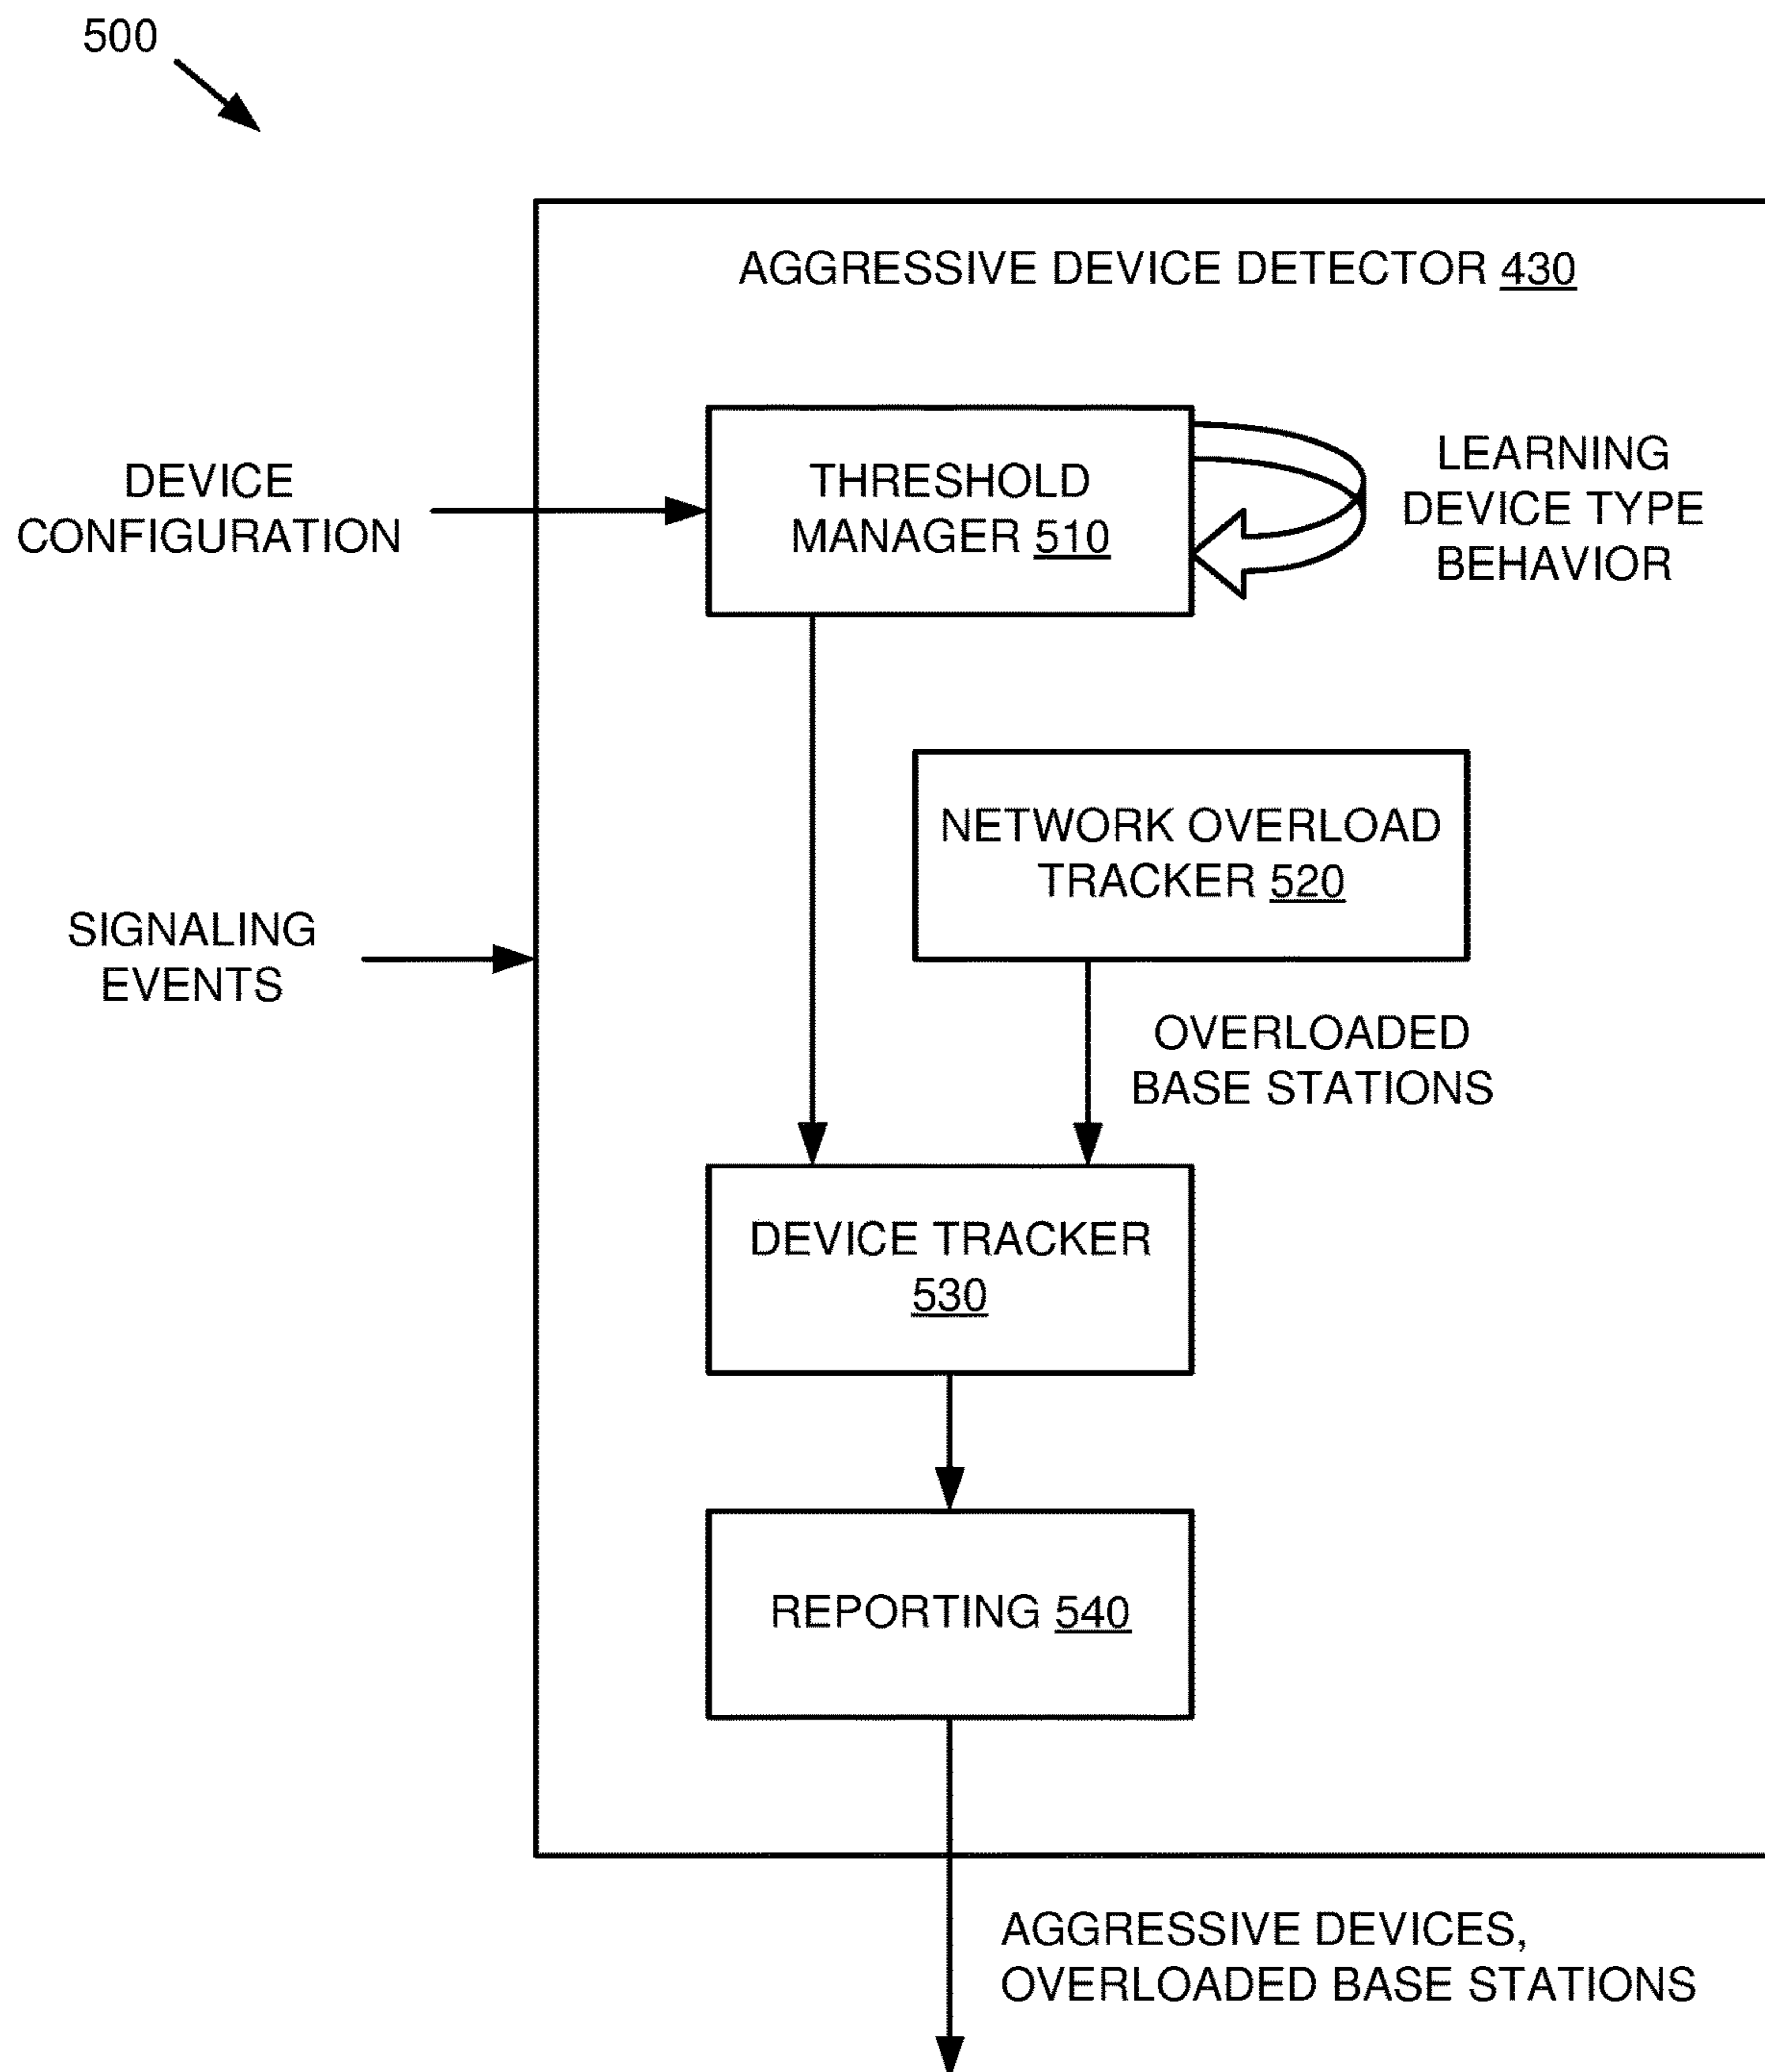 500
AGGRESSIVE DEVICE DETECTOR 430
DEVICE
CONFIGURATION
THRESHOLD
MANAGER 510
LEARNING
DEVICE TYPE
BEHAVIOR
NETWORK OVERLOAD
TRACKER 520
SIGNALING
EVENTS
OVERLOADED
BASE STATIONS
DEVICE TRACKER
530
REPORTING 540
AGGRESSIVE DEVICES,
OVERLOADED BASE STATIONS